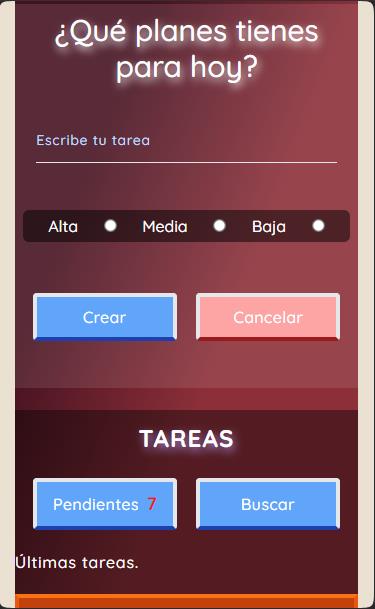 ¿Qué planes tienes
para hoy?
Escribe tu tarea
Alta Media Baja
Crear Cancelar
TAREAS
Pendientes 7 Buscar
Últimas tareas.